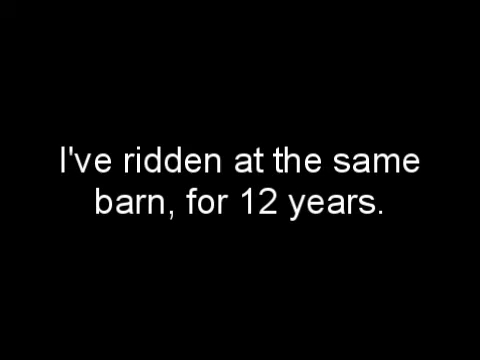 I've ridden at the same
barn, for 12 years.